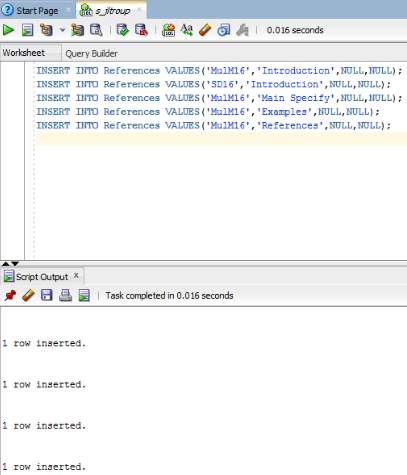 Start Page
s_jitroup
0.016 seconds
Worksheet
Query Builder
INSERT INTO References VALUES('MulM16','Introduction',NULL,NULL);
INSERT INTO References VALUES('SD16','Introduction',NULL,NULL);
INSERT INTO References VALUES('MulM16','Main Specify',NULL,NULL);
INSERT INTO References VALUES('MulM16','Examples',NULL,NULL);
INSERT INTO References VALUES('MulM16','References',NULL,NULL);
Script Output
Task completed in 0.016 seconds
1 row inserted.
1 row inserted.
1 row inserted.
1 row inserted.